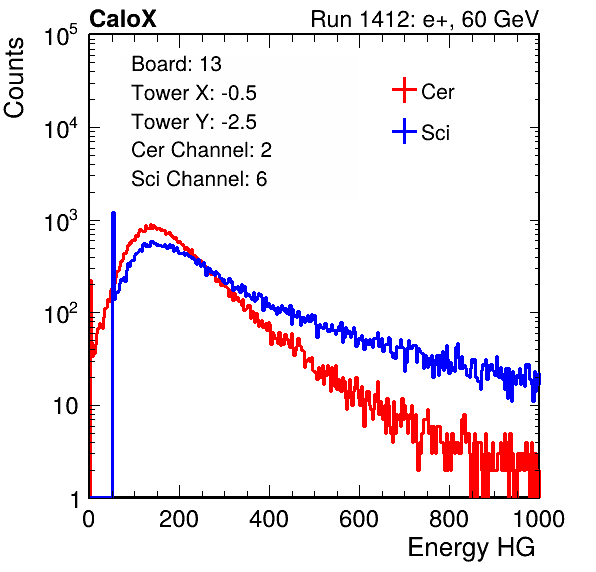 CaloX Run 1412: e+, 60 GeV
Counts
Board: 13
Tower X: -0.5
Tower Y: -2.5
Cer Channel: 2
Sci Channel: 6
Cer
Sci
10^5
10^4
10^3
10^2
10
1
0 200 400 600 800 1000
Energy HG